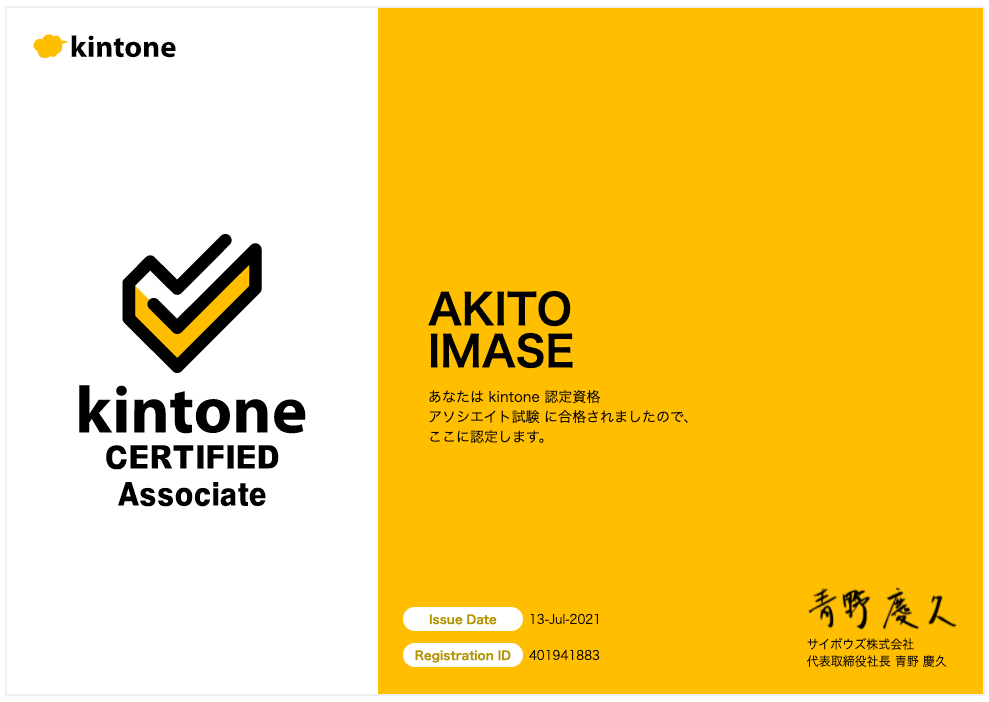 kintone
kintone
CERTIFIED
Associate
AKITO
IMASE
あなたは kintone 認定資格
アソシエイト試験 に合格されましたので、
ここに認定します。
Issue Date 13-Jul-2021
Registration ID 401941883
青野 慶久
サイボウズ株式会社
代表取締役社長 青野 慶久